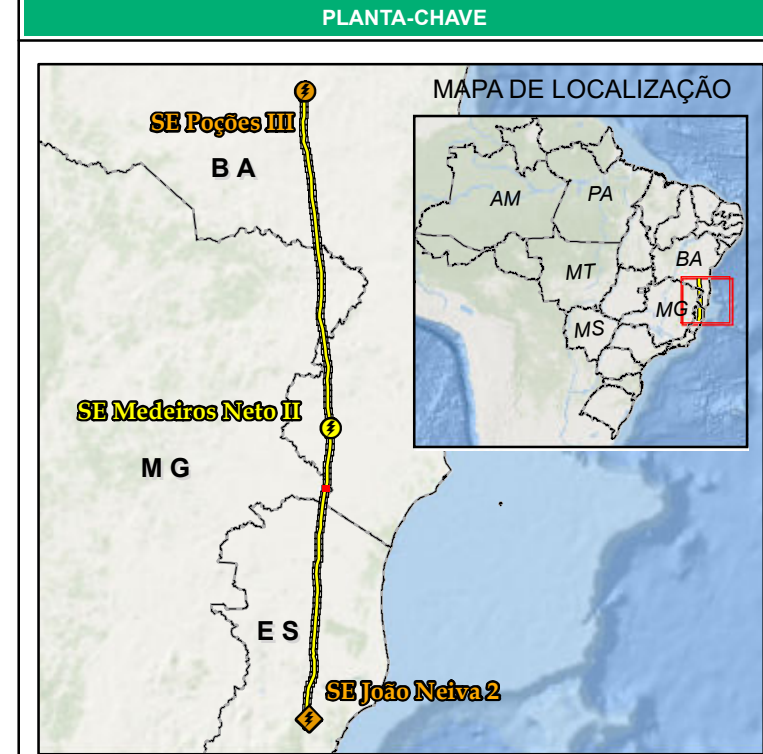 PLANTA-CHAVE
MAPA DE LOCALIZAÇÃO
SE Poções III
B A
AM
PA
BA
MT
MG
MS
SE Medeiros Neto II
M G
E S
SE João Neiva 2